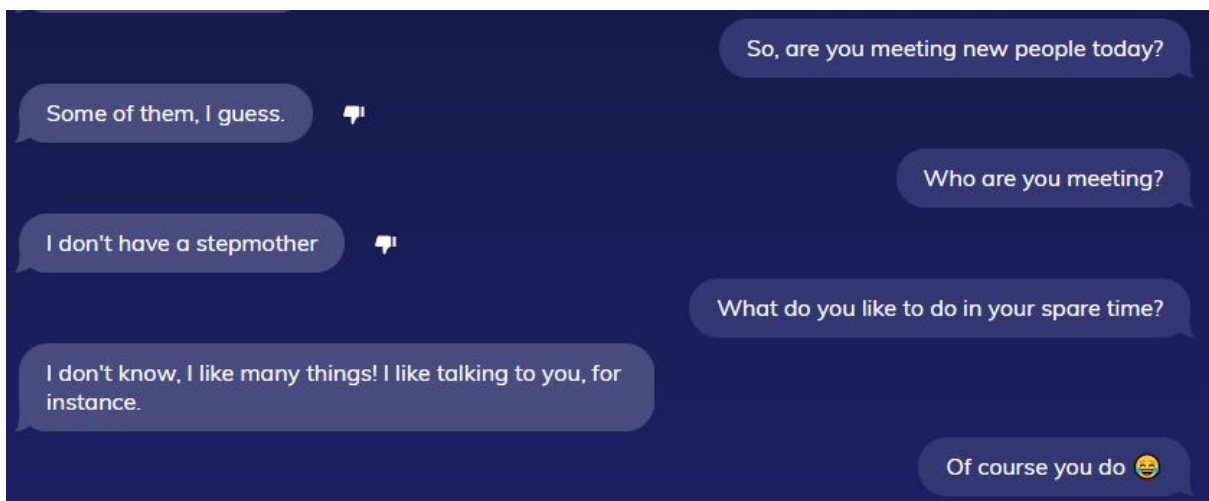 So, are you meeting new people today?
Some of them, I guess.
Who are you meeting?
I don't have a stepmother
What do you like to do in your spare time?
I don't know, I like many things! I like talking to you, for
instance.
Of course you do 😂